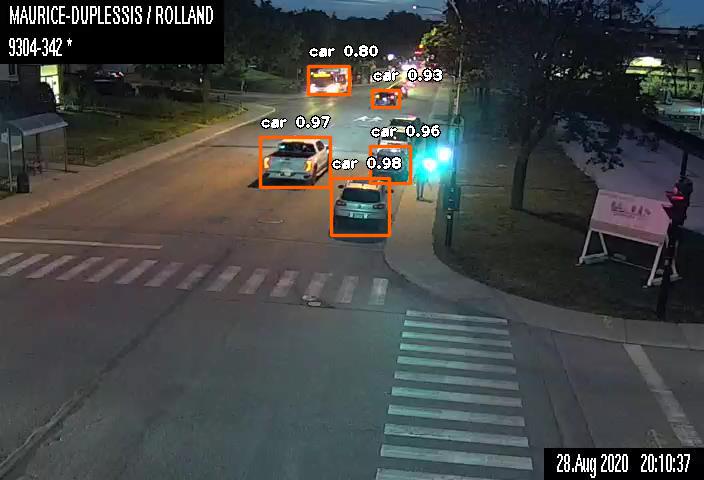 MAURICE-DUPLESSIS / ROLLAND
9304-342 *
car 0.80
car 0.93
car 0.97
car 0.96
car 0.98
28.Aug 2020 20:10:37